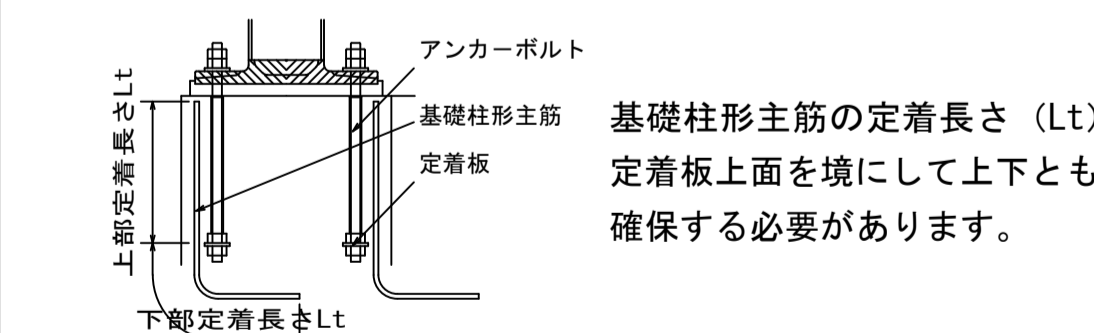 アンカーボルト
基礎柱形主筋
定着板
上部定着長さLt
下部定着長さLt
基礎柱形主筋の定着長さ（Lt）
定着板上面を境にして上下とも
確保する必要があります。